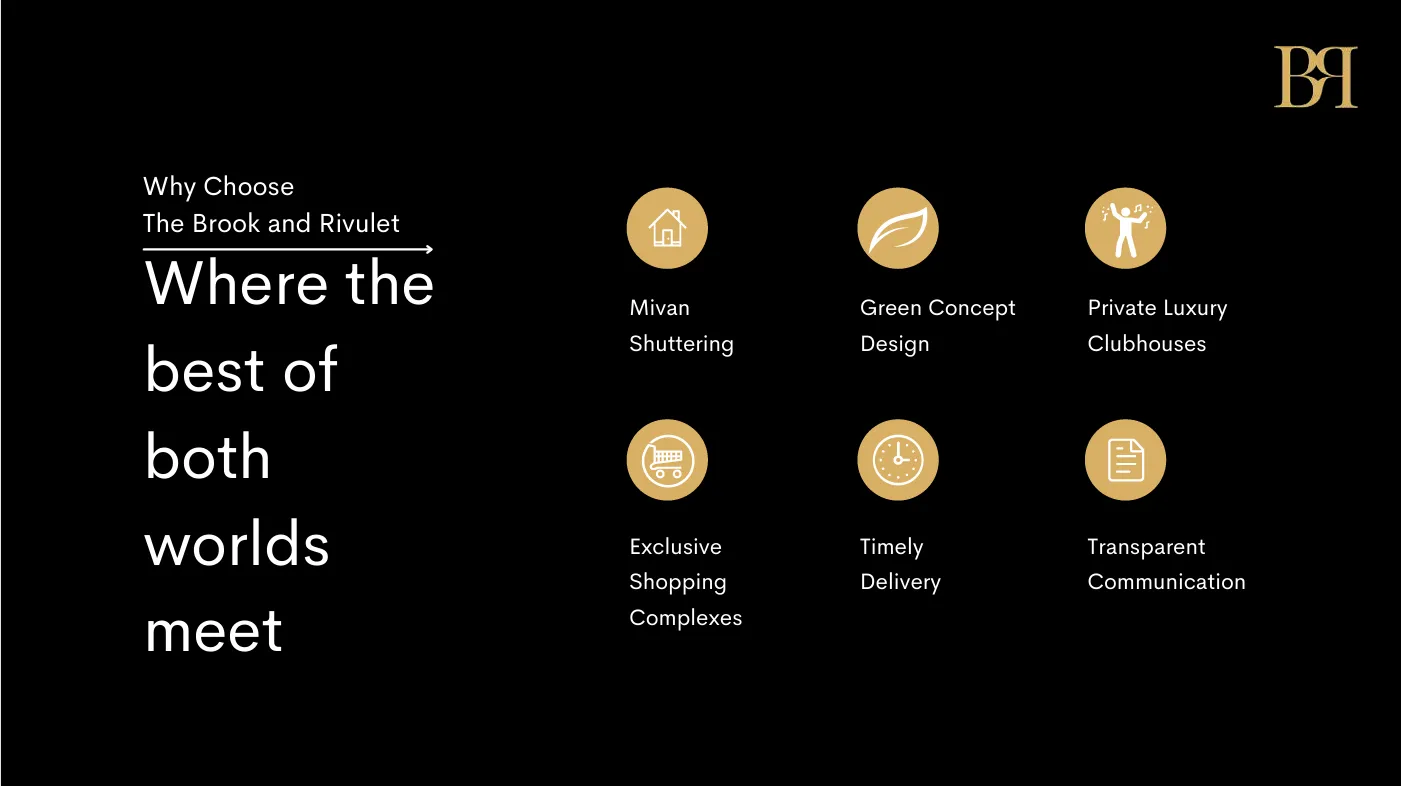 BR
Why Choose
The Brook and Rivulet
Where the
best of
both
worlds
meet
Mivan
Shuttering
Green Concept
Design
Private Luxury
Clubhouses
Exclusive
Shopping
Complexes
Timely
Delivery
Transparent
Communication